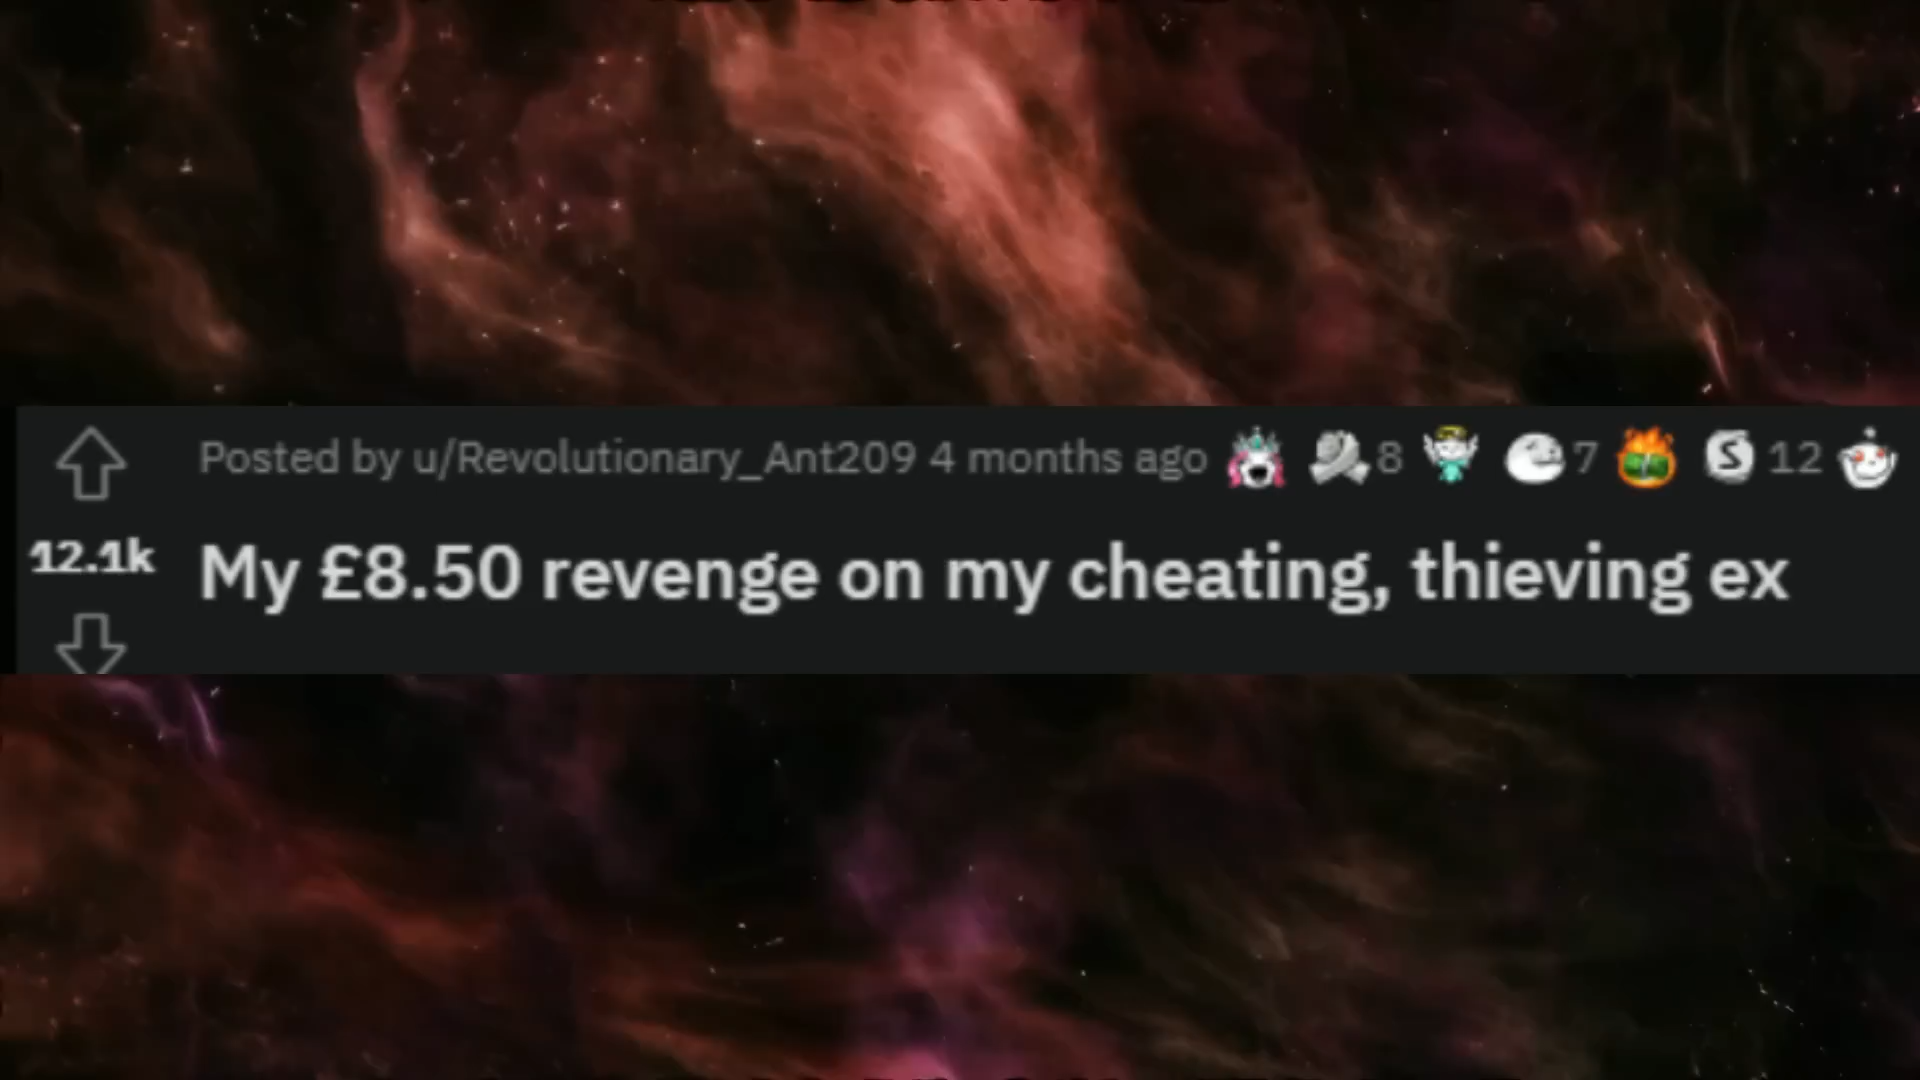 Posted by u/Revolutionary_Ant209 4 months ago 8 7 S 12
12.1k
My £8.50 revenge on my cheating, thieving ex